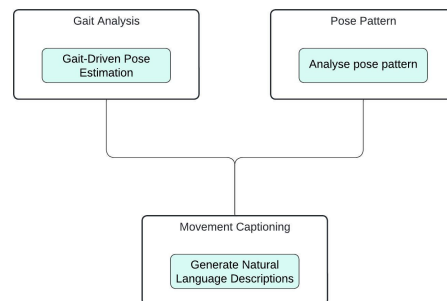 Gait Analysis
Gait-Driven Pose
Estimation
Pose Pattern
Analyse pose pattern
Movement Captioning
Generate Natural
Language Descriptions